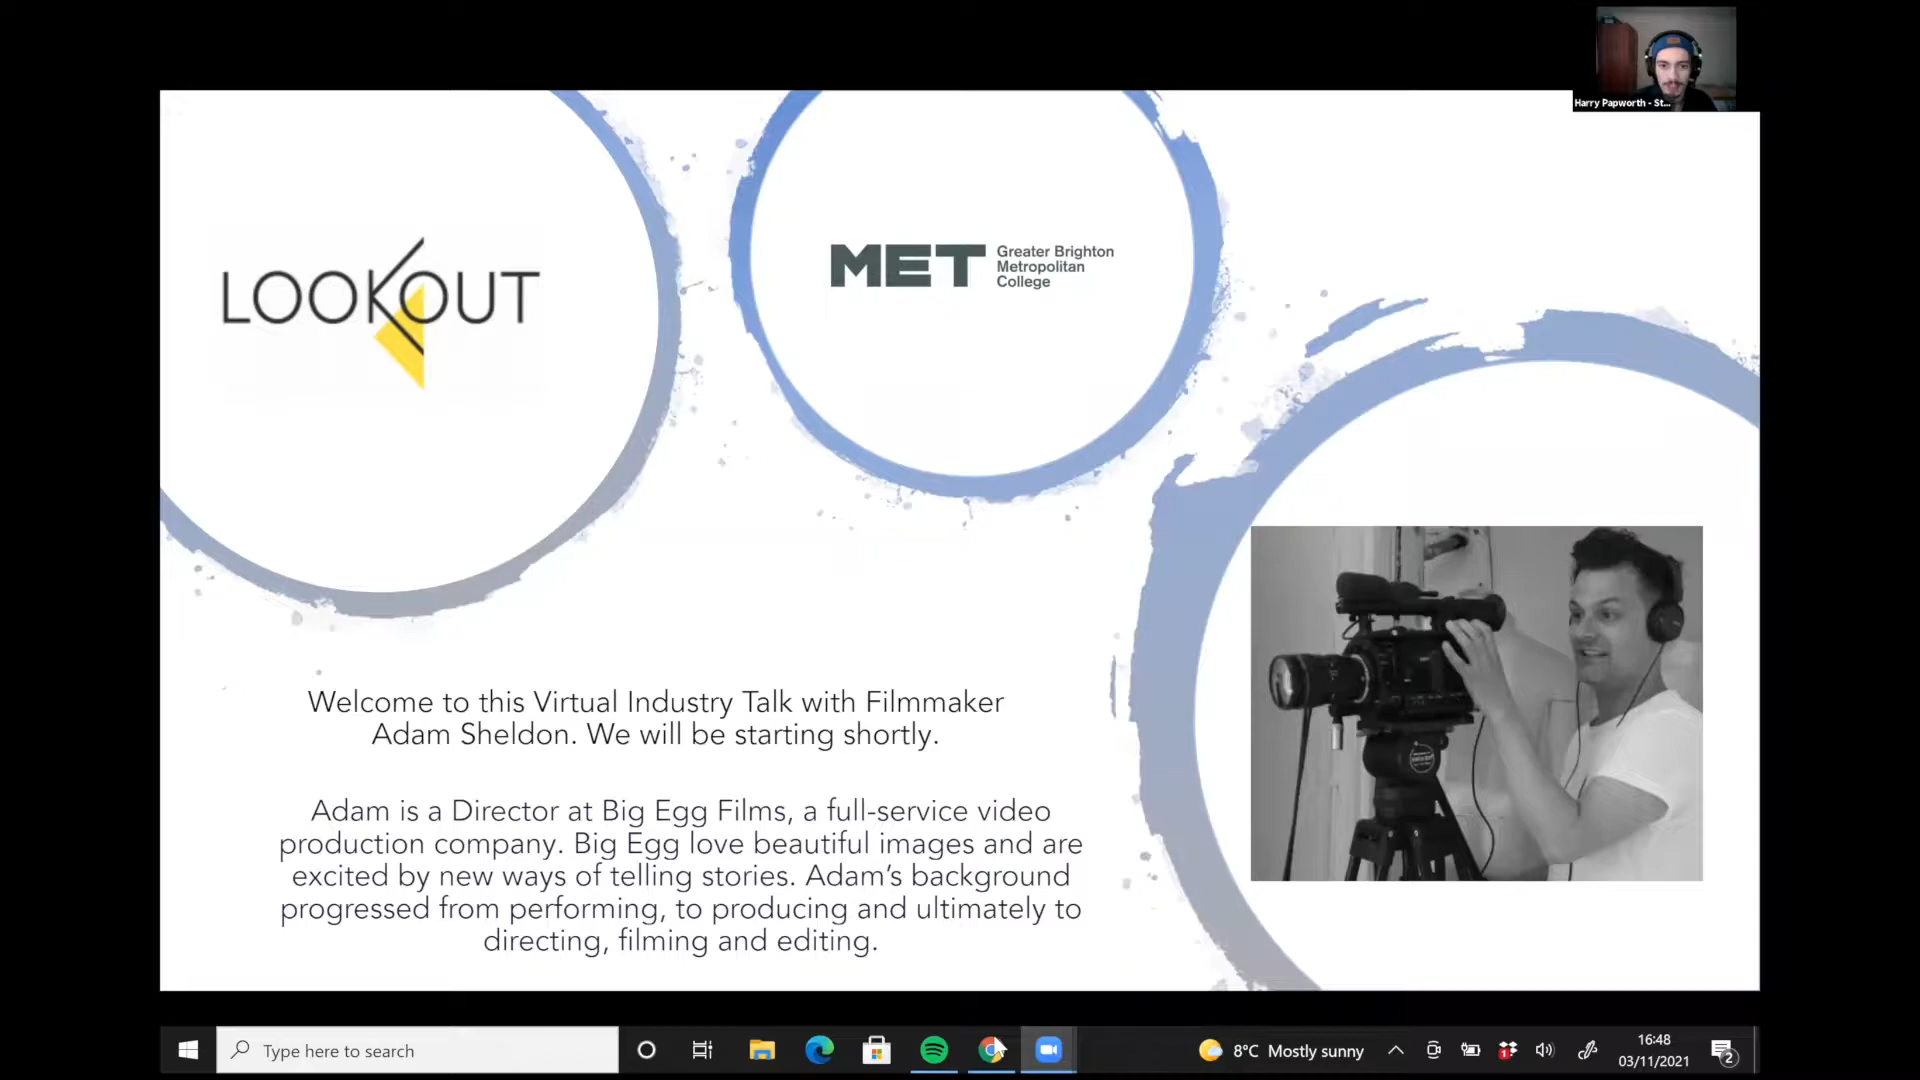 Harry Papworth - St...
LOOKOUT
MET
Greater Brighton
Metropolitan
College
Welcome to this Virtual Industry Talk with Filmmaker
Adam Sheldon. We will be starting shortly.
Adam is a Director at Big Egg Films, a full-service video
production company. Big Egg love beautiful images and are
excited by new ways of telling stories. Adam’s background
progressed from performing, to producing and ultimately to
directing, filming and editing.
Type here to search
1
8°C Mostly sunny
16:48
03/11/2021
2